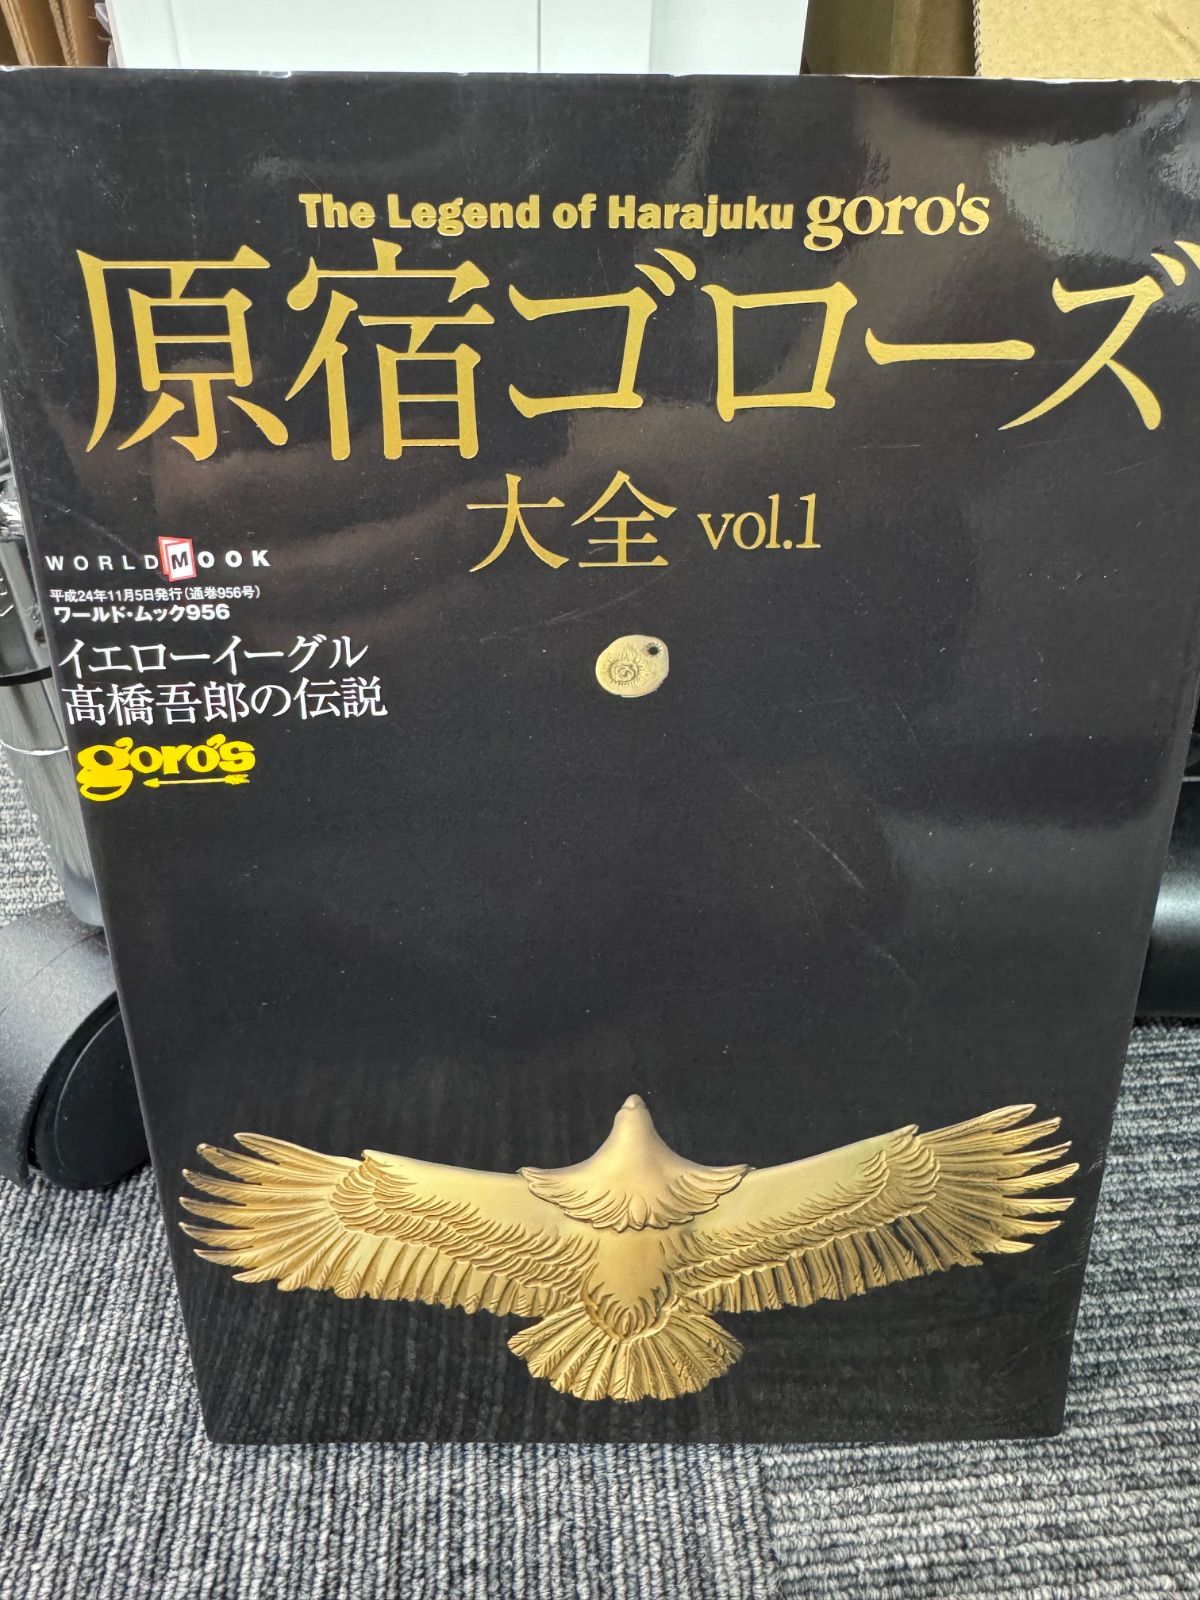 The Legend of Harajuku goro's
原宿ゴローズ
大全 vol.1
WORLD MOOK
平成24年11月5日発行(通巻956号)
ワールド・ムック956
イエローイーグル
髙橋吾郎の伝説
goro's